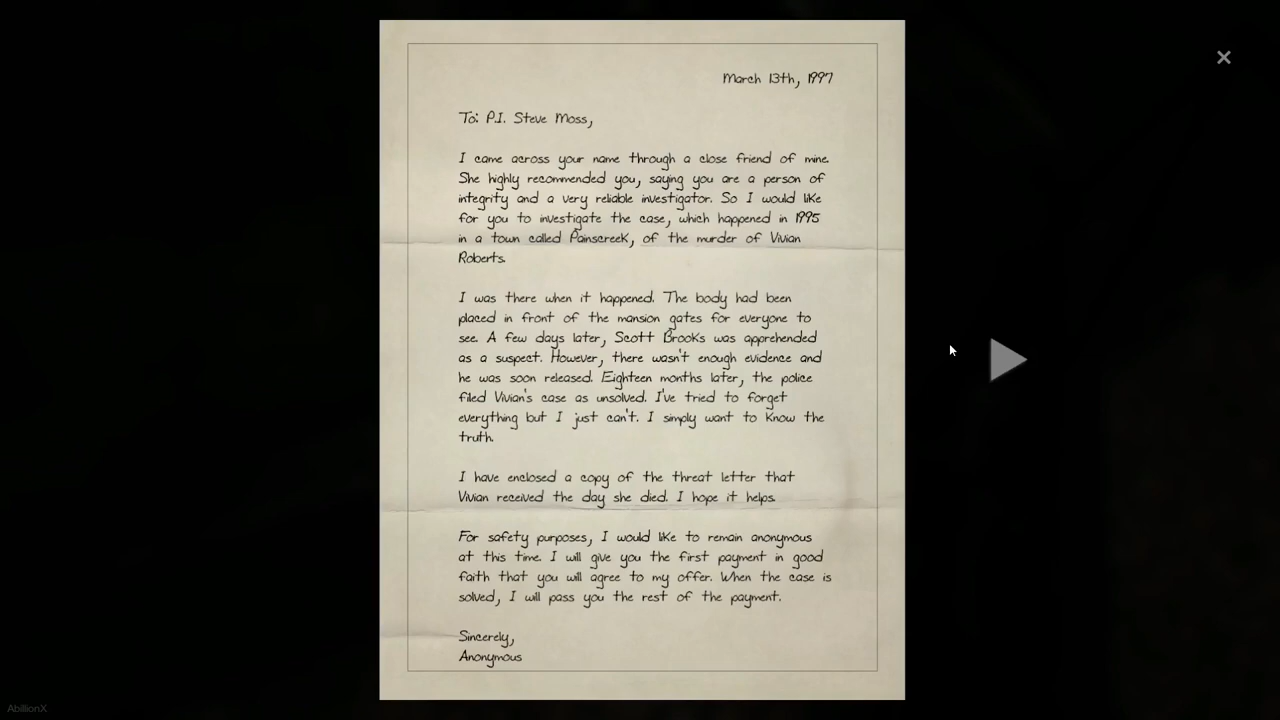 March 13th, 1997
To: P.I. Steve Moss,
I came across your name through a close friend of mine.
She highly recommended you, saying you are a person of
integrity and a very reliable investigator. So I would like
for you to investigate the case, which happened in 1995
in a town called Painscreek, of the murder of Vivian
Roberts.
I was there when it happened. The body had been
placed in front of the mansion gates for everyone to
see. A few days later, Scott Brooks was apprehended
as a suspect. However, there wasn't enough evidence and
he was soon released. Eighteen months later, the police
filed Vivian's case as unsolved. I've tried to forget
everything but I just can't. I simply want to know the
truth.
I have enclosed a copy of the threat letter that
Vivian received the day she died. I hope it helps.
For safety purposes, I would like to remain anonymous
at this time. I will give you the first payment in good
faith that you will agree to my offer. When the case is
solved, I will pass you the rest of the payment.
Sincerely,
Anonymous
AbillionX